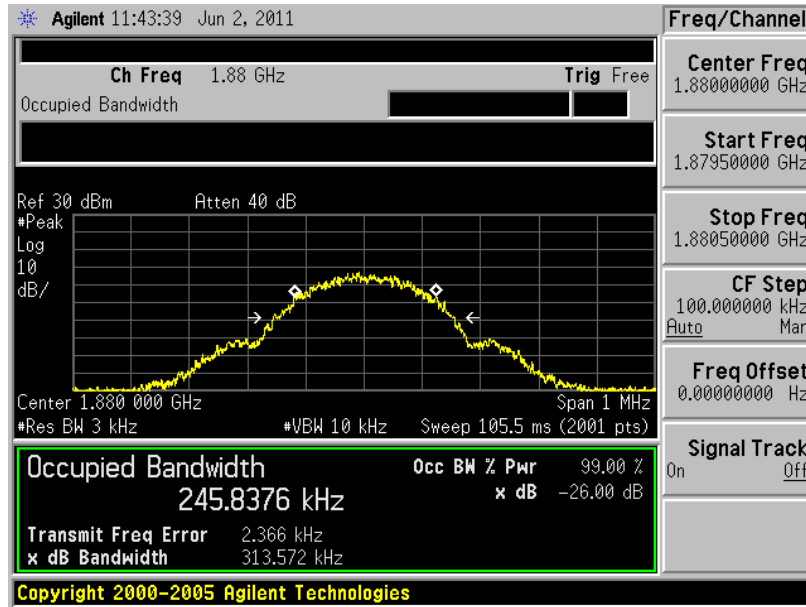 Agilent 11:43:39 Jun 2, 2011
Freq/Channel
Ch Freq 1.88 GHz Trig Free
Occupied Bandwidth
Center Freq
1.88000000 GHz
Start Freq
1.87950000 GHz
Stop Freq
1.88050000 GHz
CF Step
100.000000 kHz
Auto Man
Freq Offset
0.00000000 Hz
Signal Track
On Off
Ref 30 dBm Atten 40 dB
#Peak
Log
10
dB/
Center 1.880 000 GHz Span 1 MHz
#Res BW 3 kHz #VBW 10 kHz Sweep 105.5 ms (2001 pts)
Occupied Bandwidth
245.8376 kHz
Occ BW % Pwr 99.00 %
x dB -26.00 dB
Transmit Freq Error 2.366 kHz
x dB Bandwidth 313.572 kHz
Copyright 2000-2005 Agilent Technologies